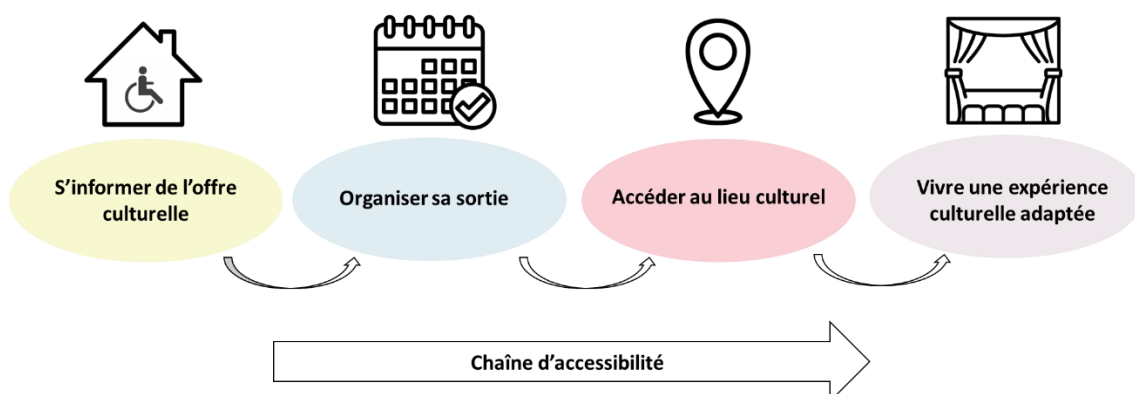 S’informer de l’offre
culturelle
Organiser sa sortie
Accéder au lieu culturel
Vivre une expérience
culturelle adaptée
Chaîne d’accessibilité